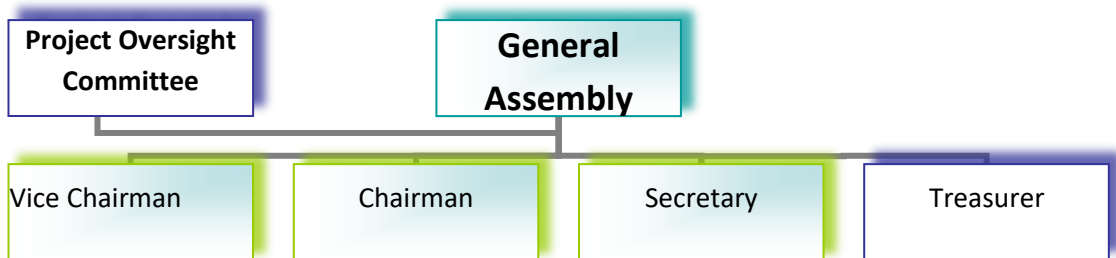 Project Oversight
Committee
General
Assembly
Vice Chairman
Chairman
Secretary
Treasurer